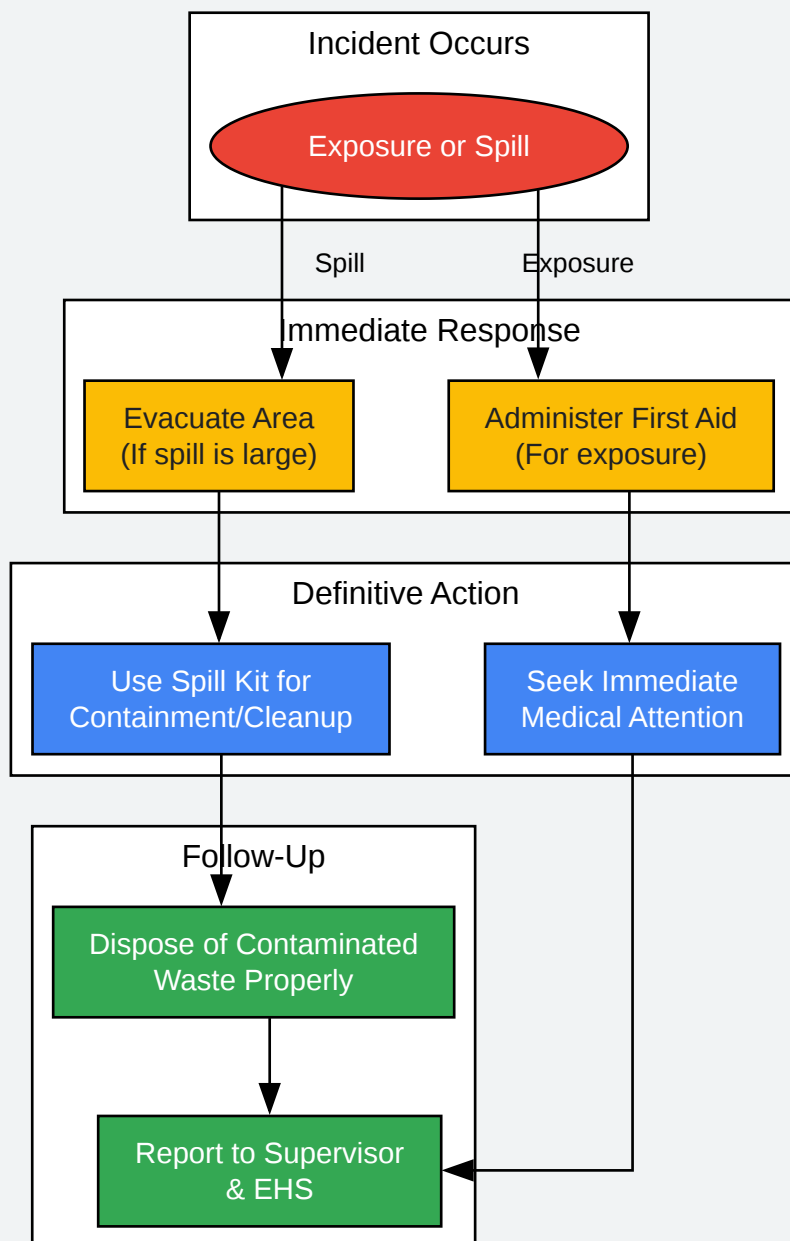 Incident Occurs
Exposure or Spill
Spill
Exposure
Immediate Response
Evacuate Area
(If spill is large)
Administer First Aid
(For exposure)
Definitive Action
Use Spill Kit for
Containment/Cleanup
Seek Immediate
Medical Attention
Follow-Up
Dispose of Contaminated
Waste Properly
Report to Supervisor
& EHS